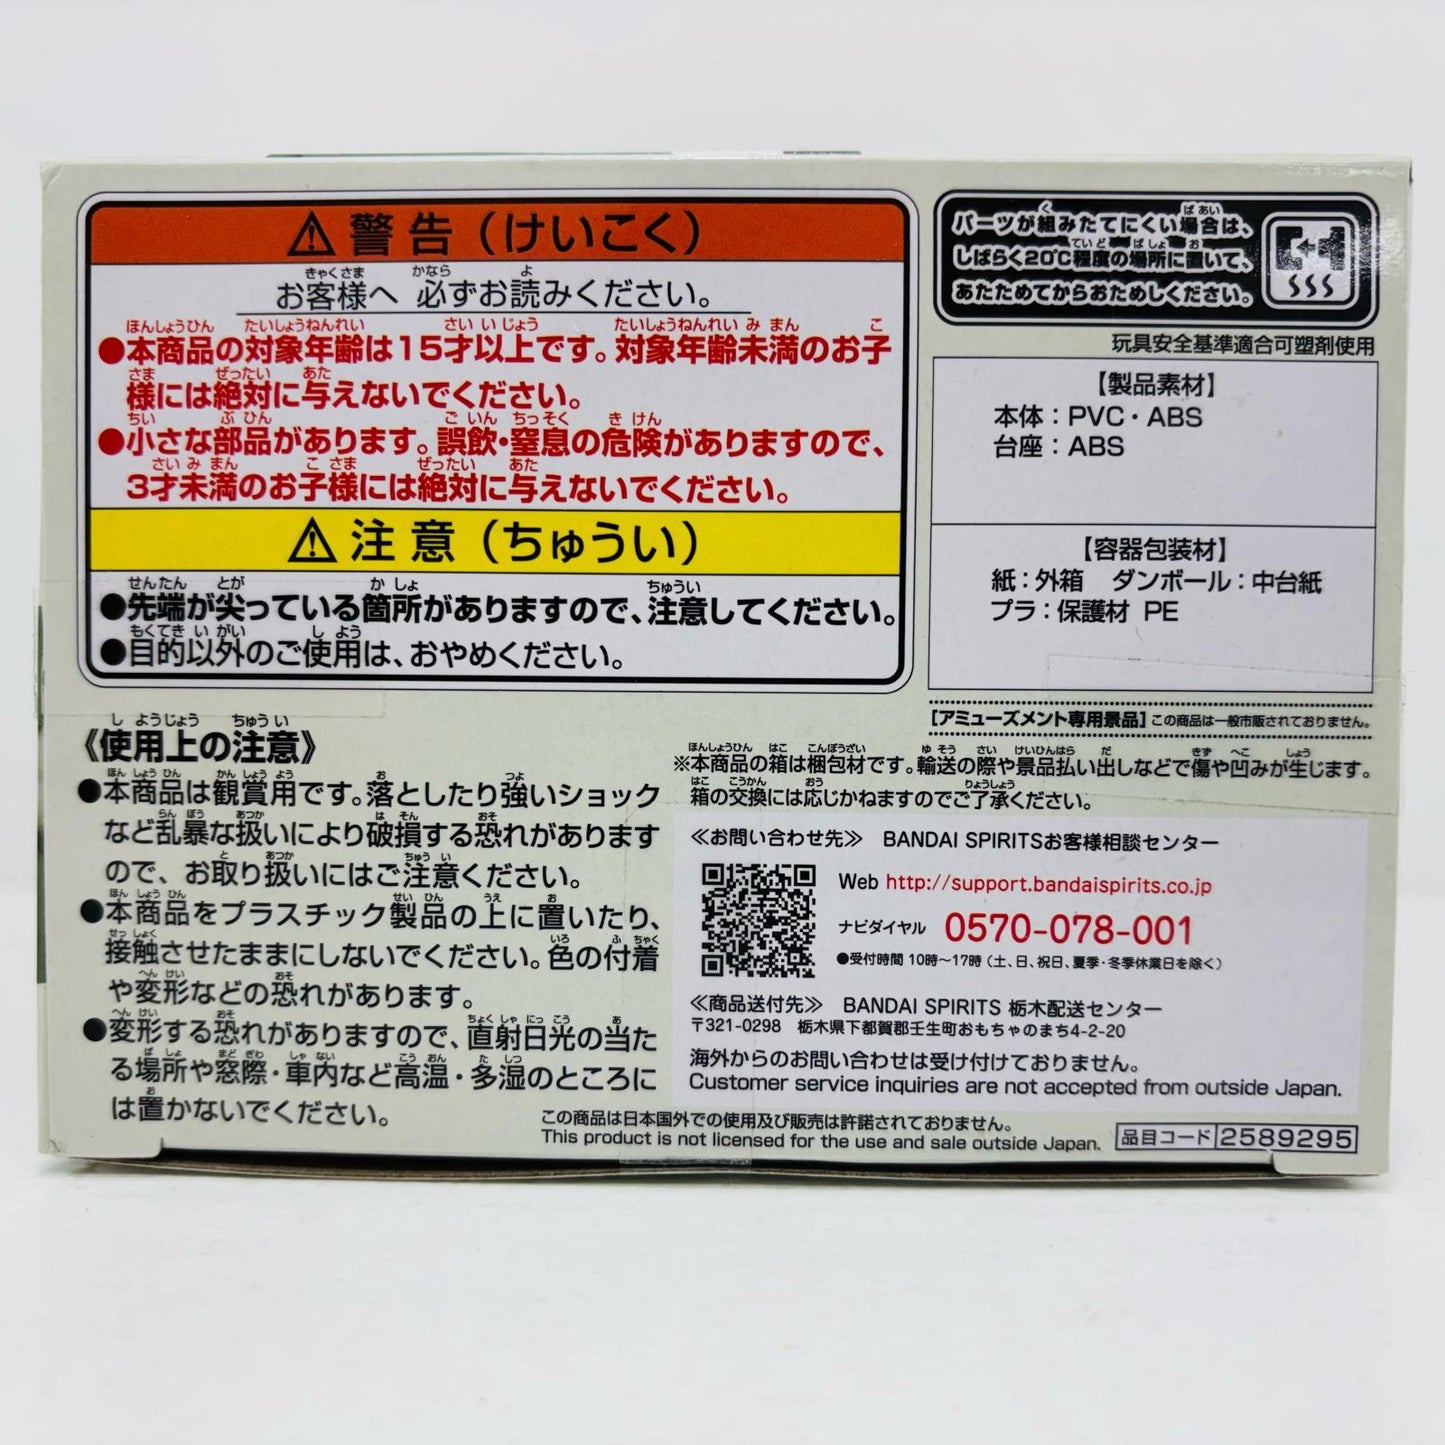 警告（けいこく）
お客様へ 必ずお読みください。
●本商品の対象年齢は15才以上です。対象年齢未満のお子
様には絶対に与えないでください。
●小さな部品があります。誤飲・窒息の危険がありますので、
3才未満のお子様には絶対に与えないでください。
注意（ちゅうい）
●先端が尖っている箇所がありますので、注意してください。
●目的以外のご使用は、おやめください。
《使用上の注意》
●本商品は観賞用です。落としたり強いショック
など乱暴な扱いにより破損する恐れがあります
ので、お取り扱いにはご注意ください。
●本商品をプラスチック製品の上に置いたり、
接触させたままにしないでください。色の付着
や変形などの恐れがあります。
●変形する恐れがありますので、直射日光の当た
る場所や窓際・車内など高温・多湿のところに
は置かないでください。
パーツが組みたてにくい場合は、
しばらく20℃程度の場所に置いて、
あたためてからおためしください。
玩具安全基準適合可塑剤使用
【製品素材】
本体：PVC・ABS
台座：ABS
【容器包装材】
紙：外箱 ダンボール：中台紙
プラ：保護材 PE
【アミューズメント専用景品】この商品は一般市販されておりません。
※本商品の箱は梱包材です。輸送の際や景品払い出しなどで傷や凹みが生じます。
箱の交換には応じかねますのでご了承ください。
≪お問い合わせ先≫ BANDAI SPIRITSお客様相談センター
Web http://support.bandaispirits.co.jp
ナビダイヤル 0570-078-001
●受付時間 10時〜17時（土、日、祝日、夏季・冬季休業日を除く）
≪商品送付先≫ BANDAI SPIRITS 栃木配送センター
〒321-0298 栃木県下都賀郡壬生町おもちゃのまち4-2-20
海外からのお問い合わせは受け付けておりません。
Customer service inquiries are not accepted from outside Japan.
この商品は日本国外での使用及び販売は許諾されておりません。
This product is not licensed for the use and sale outside Japan.
品目コード 2589295